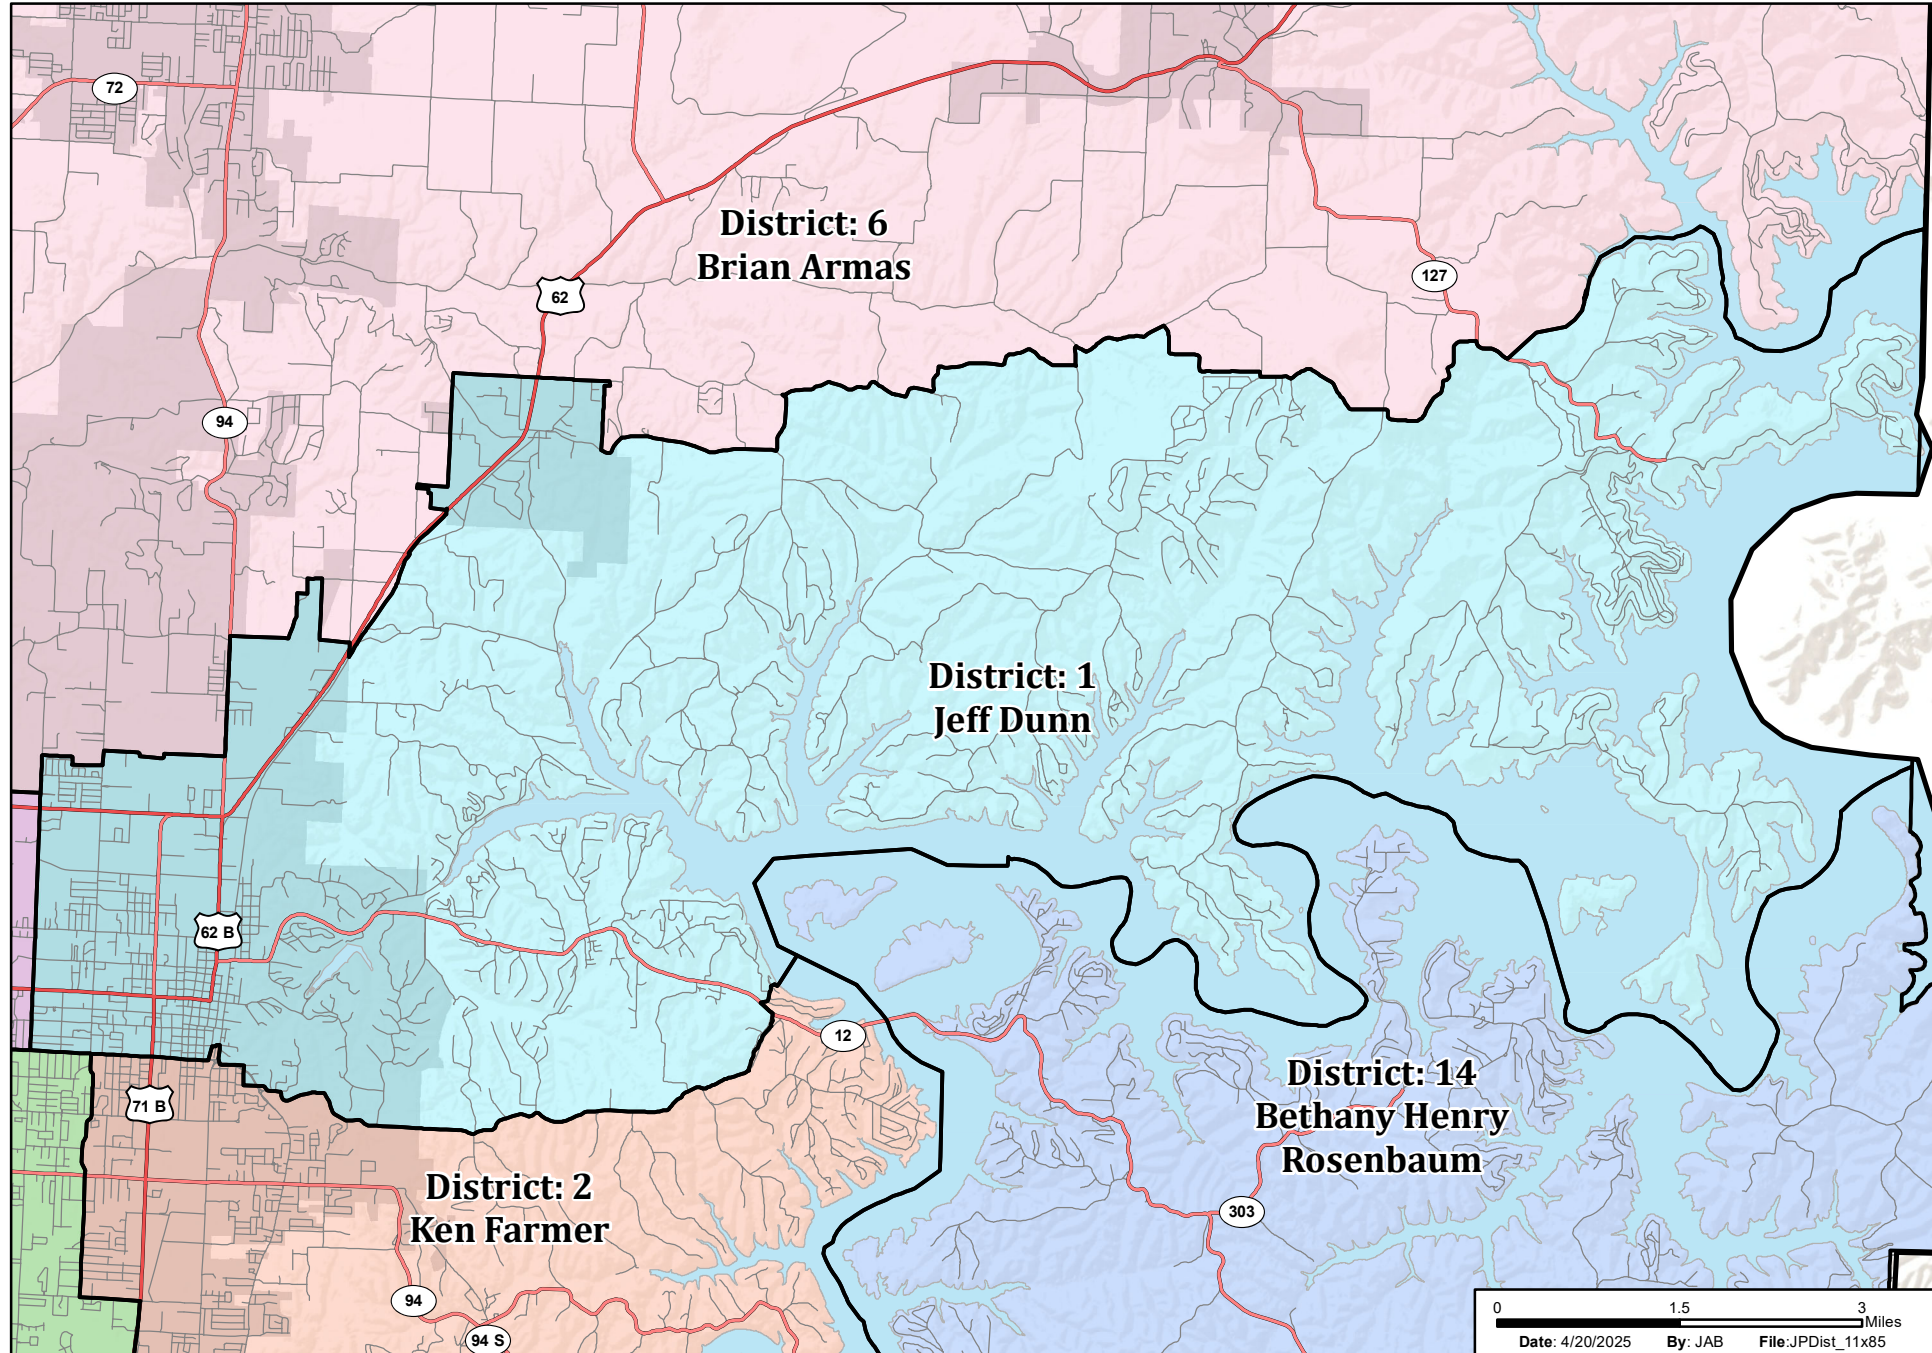 72
District: 6
Brian Armas
127
62
94
District: 1
Jeff Dunn
62 B
12
District: 14
Bethany Henry
Rosenbaum
71 B
District: 2
Ken Farmer
303
94
94 S
0 1.5 3
Miles
Date: 4/20/2025 By: JAB File:JPDist_11x85